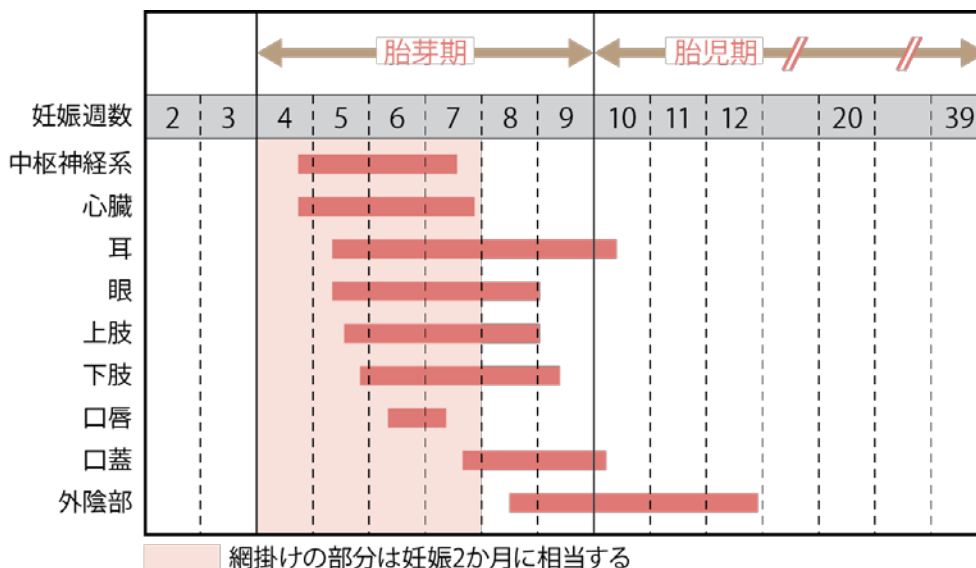 胎芽期 胎児期
妊娠週数 2 3 4 5 6 7 8 9 10 11 12 20 39
中枢神経系
心臓
耳
眼
上肢
下肢
口唇
口蓋
外陰部
網掛けの部分は妊娠2か月に相当する